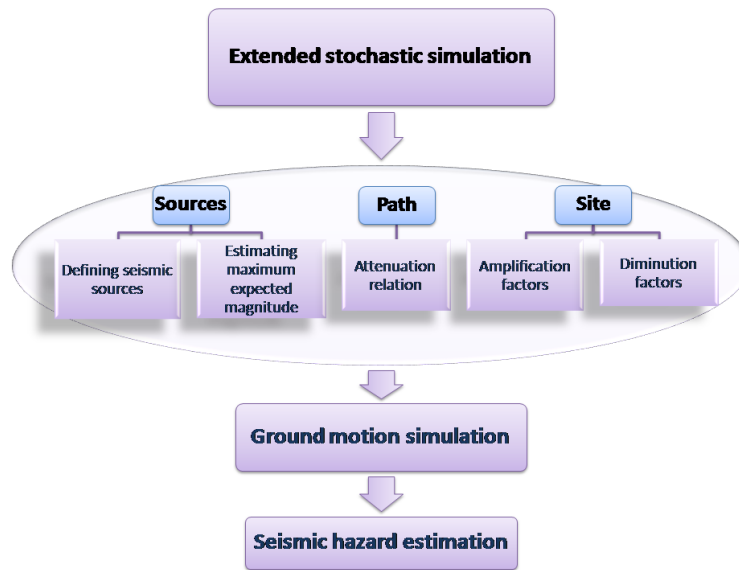 Extended stochastic simulation
Sources
Path
Site
Defining seismic
sources
Estimating
maximum
expected
magnitude
Attenuation
relation
Amplification
factors
Diminution
factors
Ground motion simulation
Seismic hazard estimation